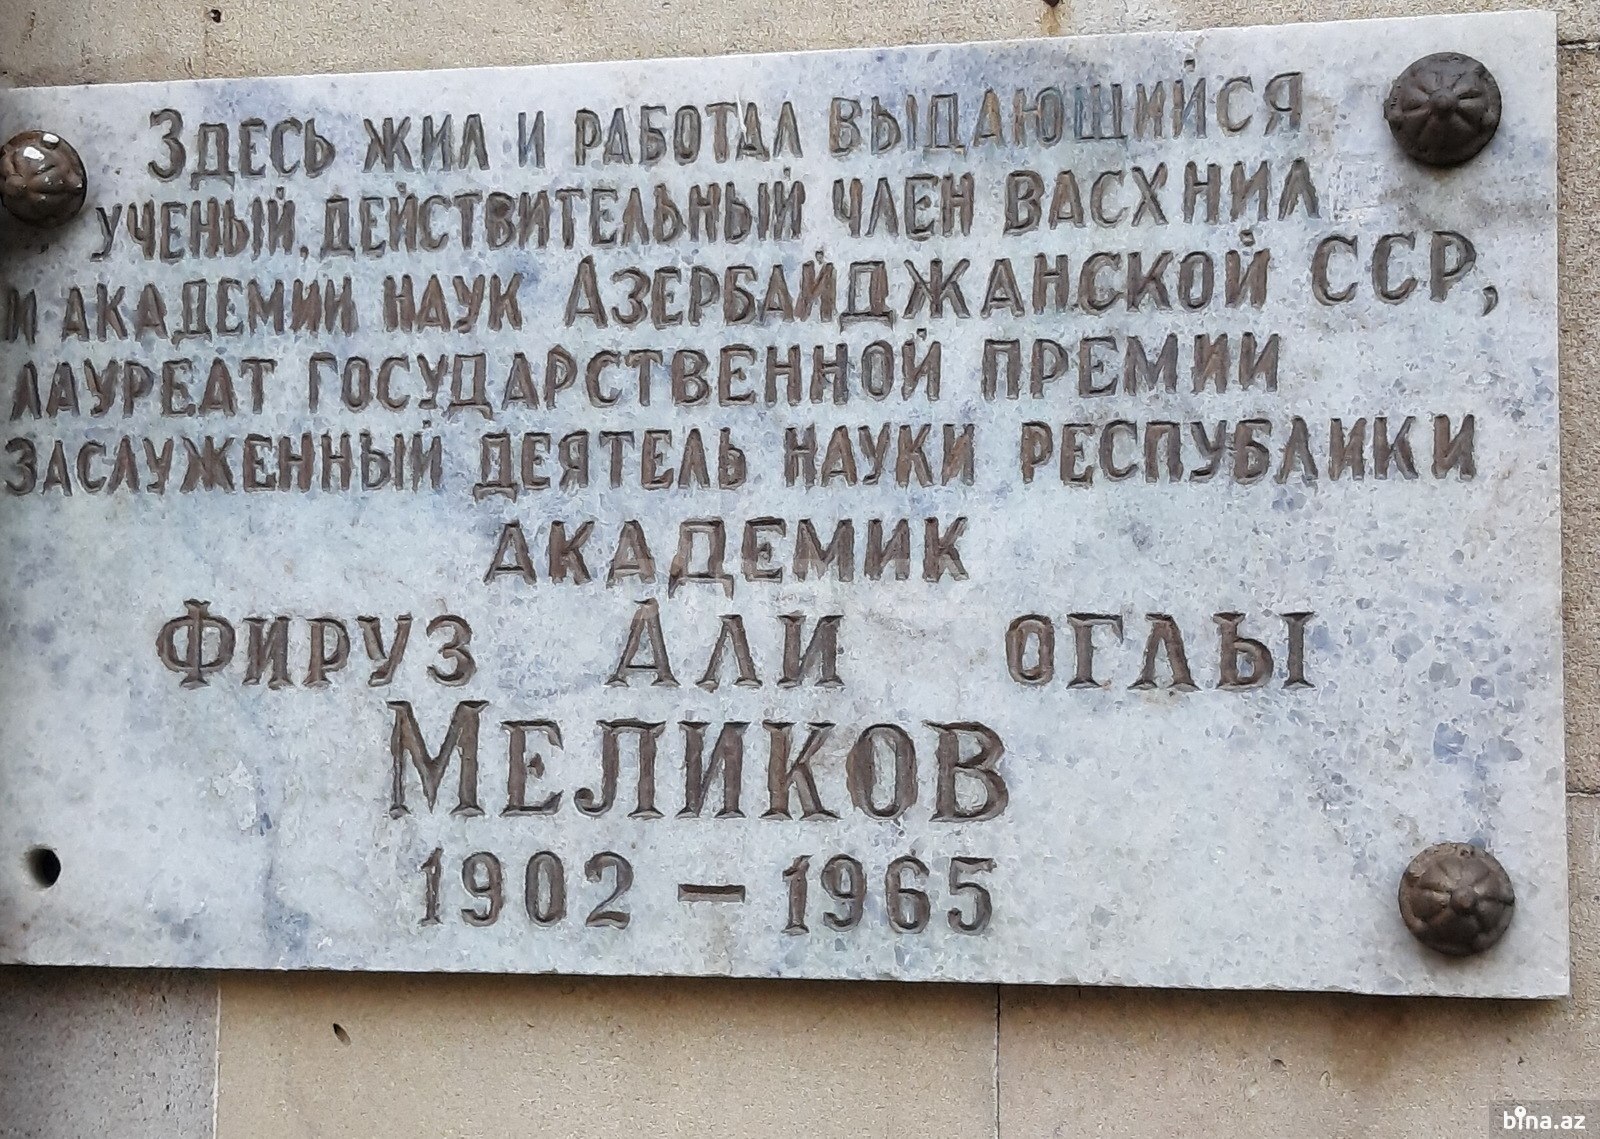 Здесь жил и работал выдающийся
ученый, действительный член ВАСХНИЛ
и академии наук Азербайджанской ССР,
лауреат государственной премии
заслуженный деятель науки республики
академик
Фируз Али оглы
Меликов
1902 — 1965
bina.az